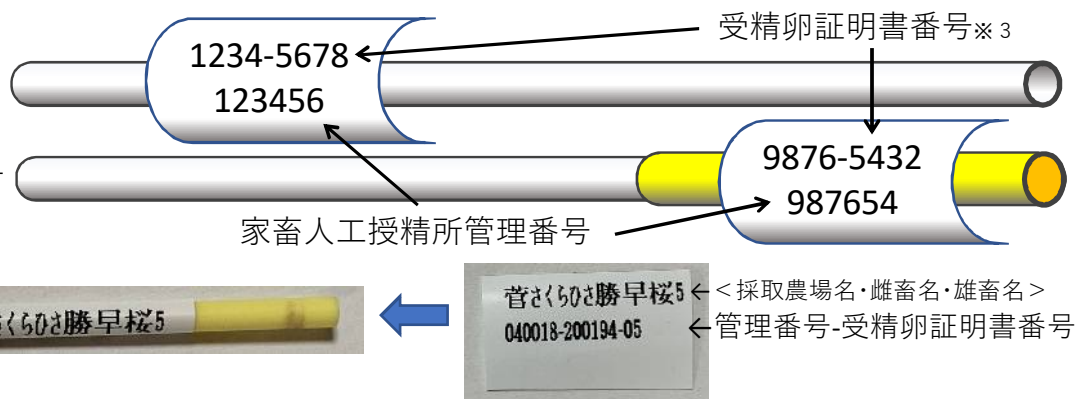 受精卵証明書番号※3
1234-5678
123456
9876-5432
987654
家畜人工授精所管理番号
さくらひさ勝早桜5
菅さくらひさ勝早桜5
←<採取農場名・雌畜名・雄畜名>
040018-200194-05
←管理番号-受精卵証明書番号